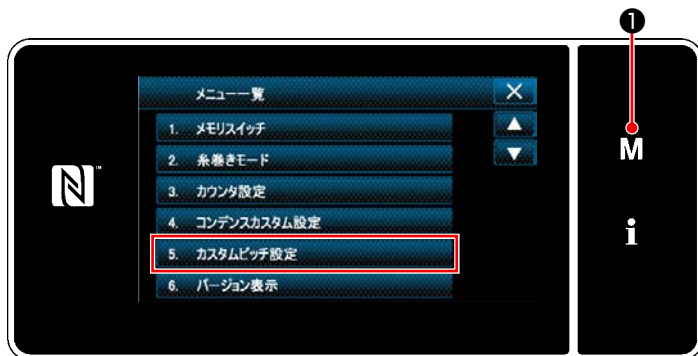 ❶
メニュー一覧
1. メモリスイッチ
2. 糸巻きモード
3. カウンタ設定
4. コンデンスカスタム設定
5. カスタムピッチ設定
6. バージョン表示
M
i